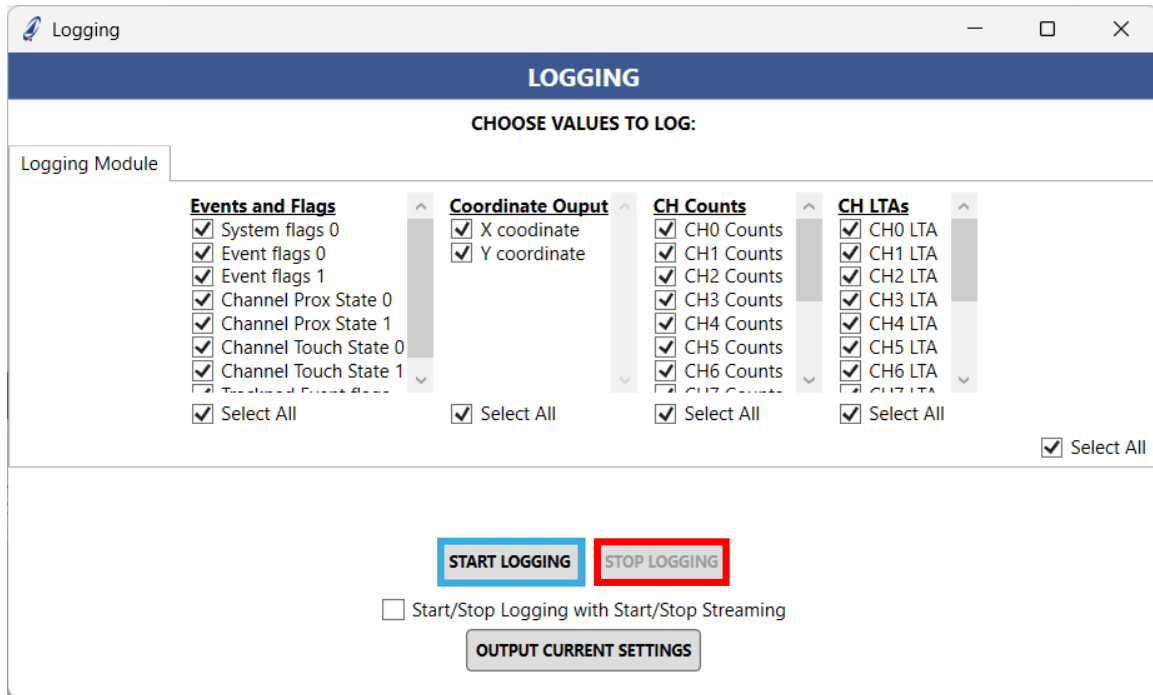 Logging
LOGGING
CHOOSE VALUES TO LOG:
Logging Module
Events and Flags
System flags 0
Event flags 0
Event flags 1
Channel Prox State 0
Channel Prox State 1
Channel Touch State 0
Channel Touch State 1
Select All
Coordinate Ouput
X coodinate
Y coordinate
Select All
CH Counts
CH0 Counts
CH1 Counts
CH2 Counts
CH3 Counts
CH4 Counts
CH5 Counts
CH6 Counts
CH7 Counts
Select All
CH LTAs
CH0 LTA
CH1 LTA
CH2 LTA
CH3 LTA
CH4 LTA
CH5 LTA
CH6 LTA
CH7 LTA
Select All
Select All
START LOGGING
STOP LOGGING
Start/Stop Logging with Start/Stop Streaming
OUTPUT CURRENT SETTINGS